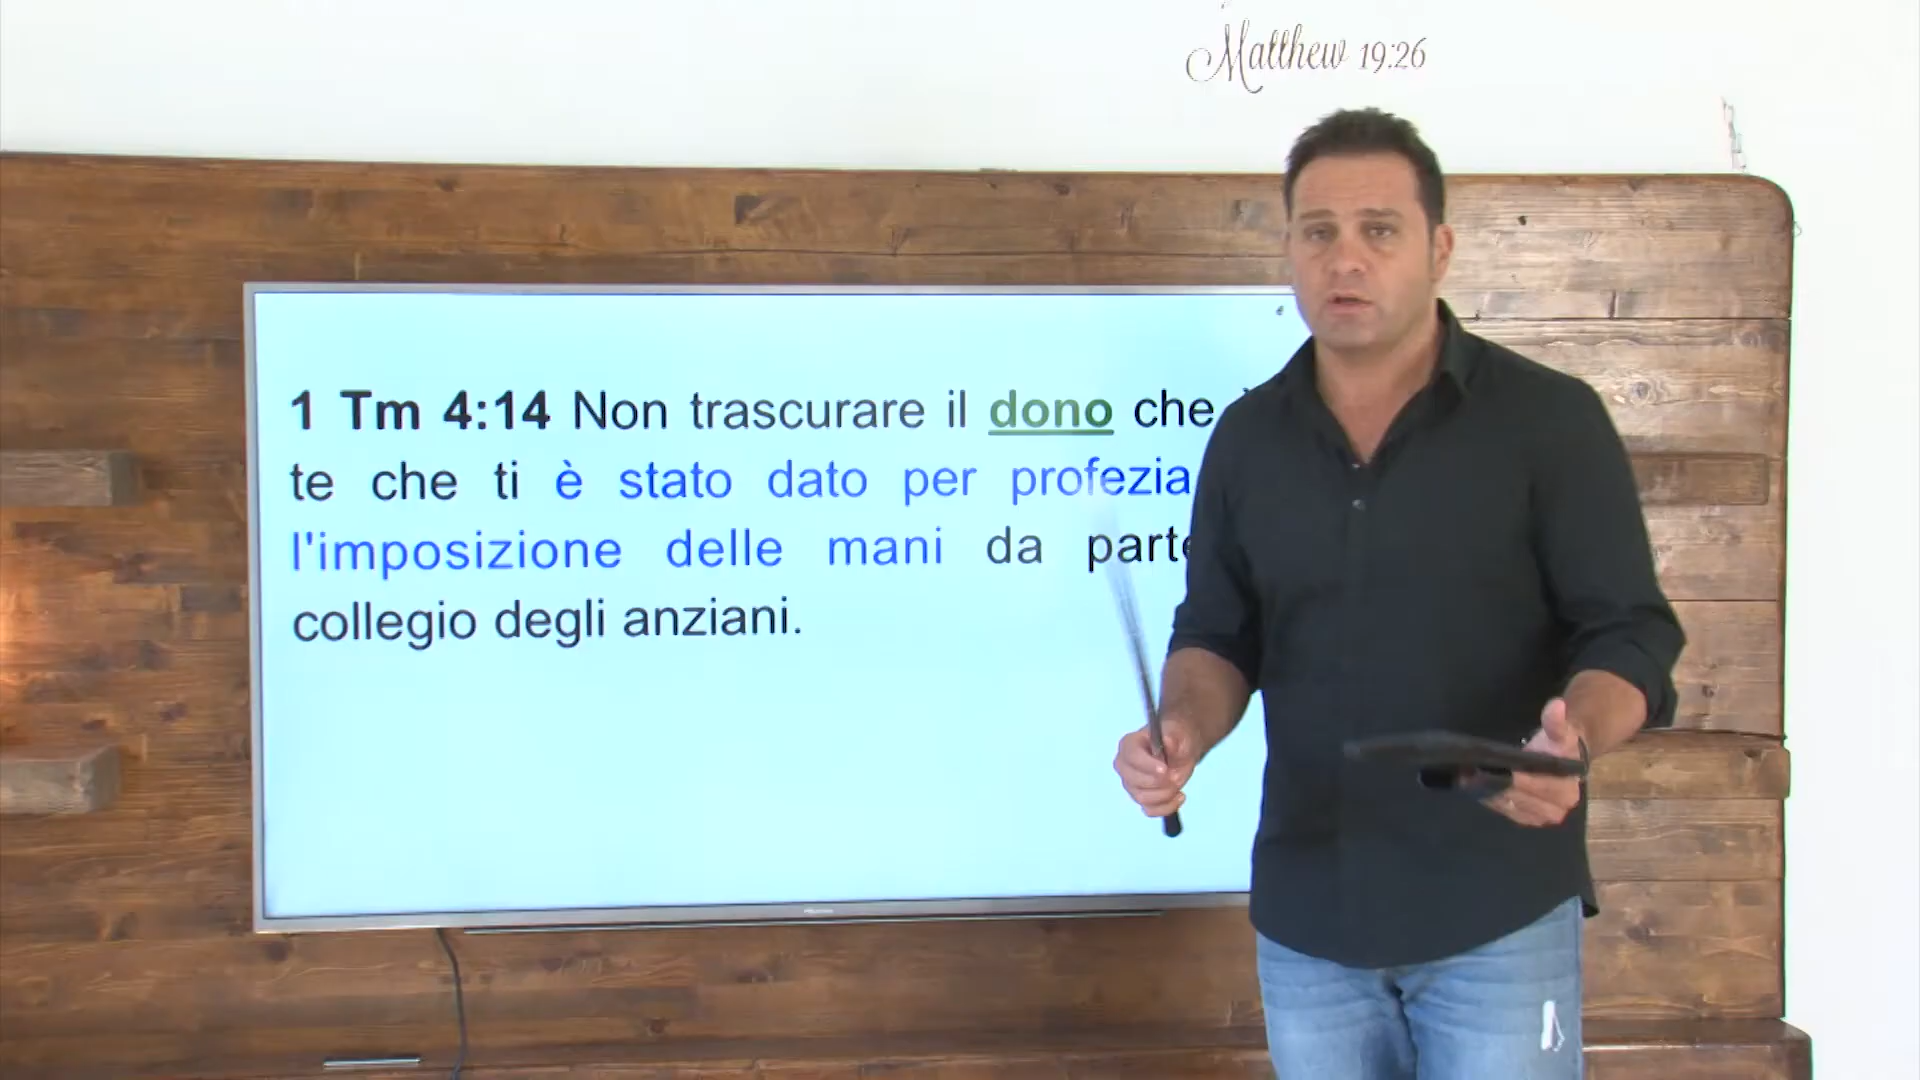 Matthew 19:26
1 Tm 4:14 Non trascurare il dono che
te che ti è stato dato per profezia
l'imposizione delle mani da parte
collegio degli anziani.